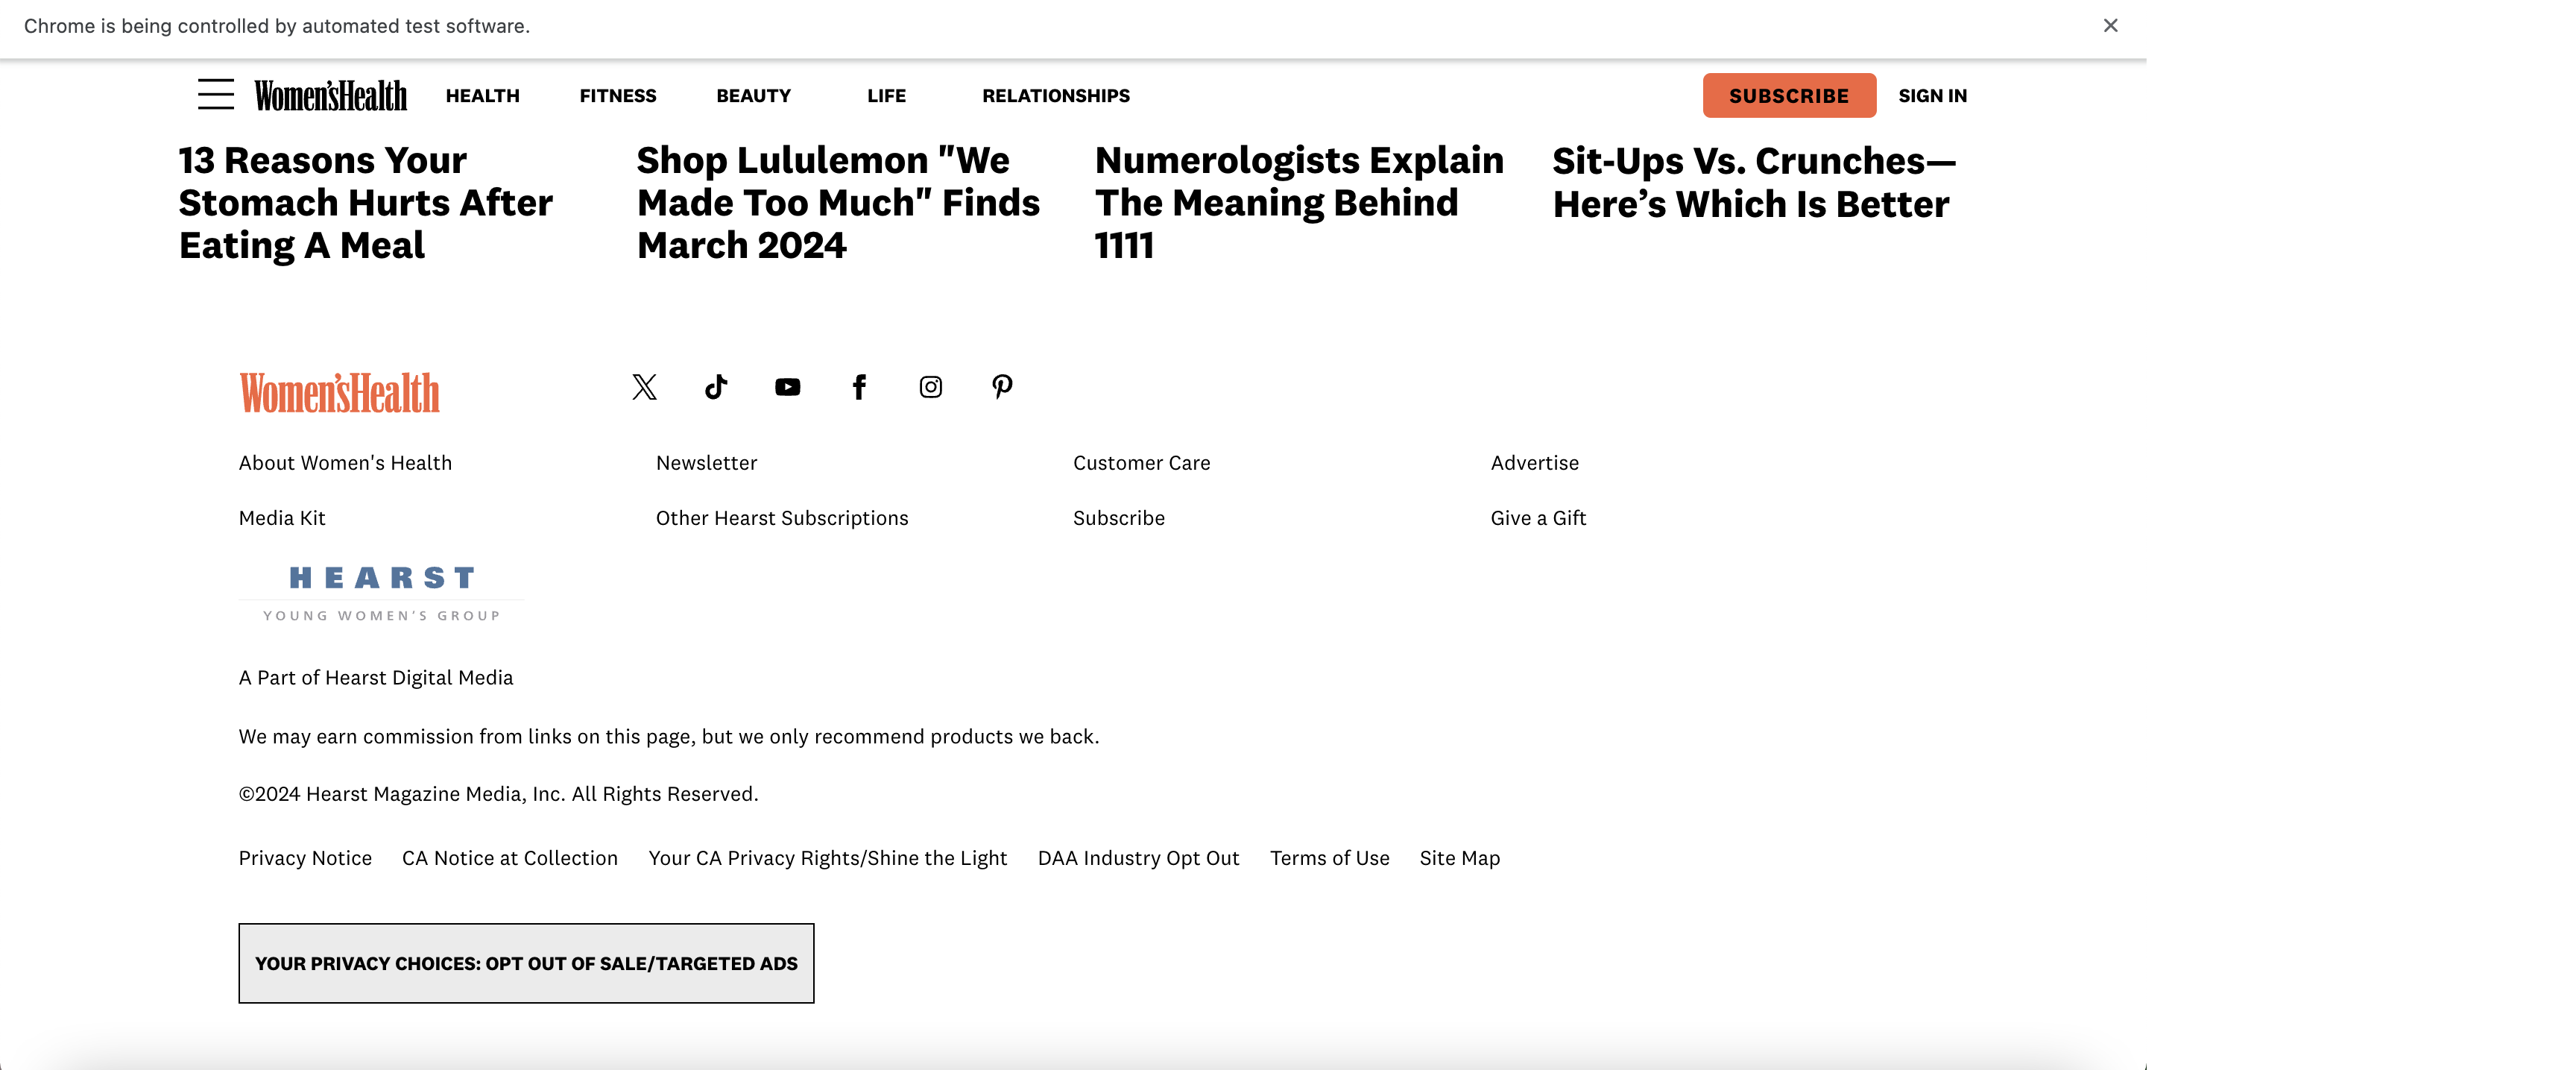 Chrome is being controlled by automated test software.
Women'sHealth HEALTH FITNESS BEAUTY LIFE RELATIONSHIPS SUBSCRIBE SIGN IN
13 Reasons Your
Stomach Hurts After
Eating A Meal
Shop Lululemon "We
Made Too Much" Finds
March 2024
Numerologists Explain
The Meaning Behind
1111
Sit-Ups Vs. Crunches—
Here’s Which Is Better
Women'sHealth
About Women's Health Newsletter Customer Care Advertise
Media Kit Other Hearst Subscriptions Subscribe Give a Gift
HEARST
YOUNG WOMEN'S GROUP
A Part of Hearst Digital Media
We may earn commission from links on this page, but we only recommend products we back.
©2024 Hearst Magazine Media, Inc. All Rights Reserved.
Privacy Notice CA Notice at Collection Your CA Privacy Rights/Shine the Light DAA Industry Opt Out Terms of Use Site Map
YOUR PRIVACY CHOICES: OPT OUT OF SALE/TARGETED ADS